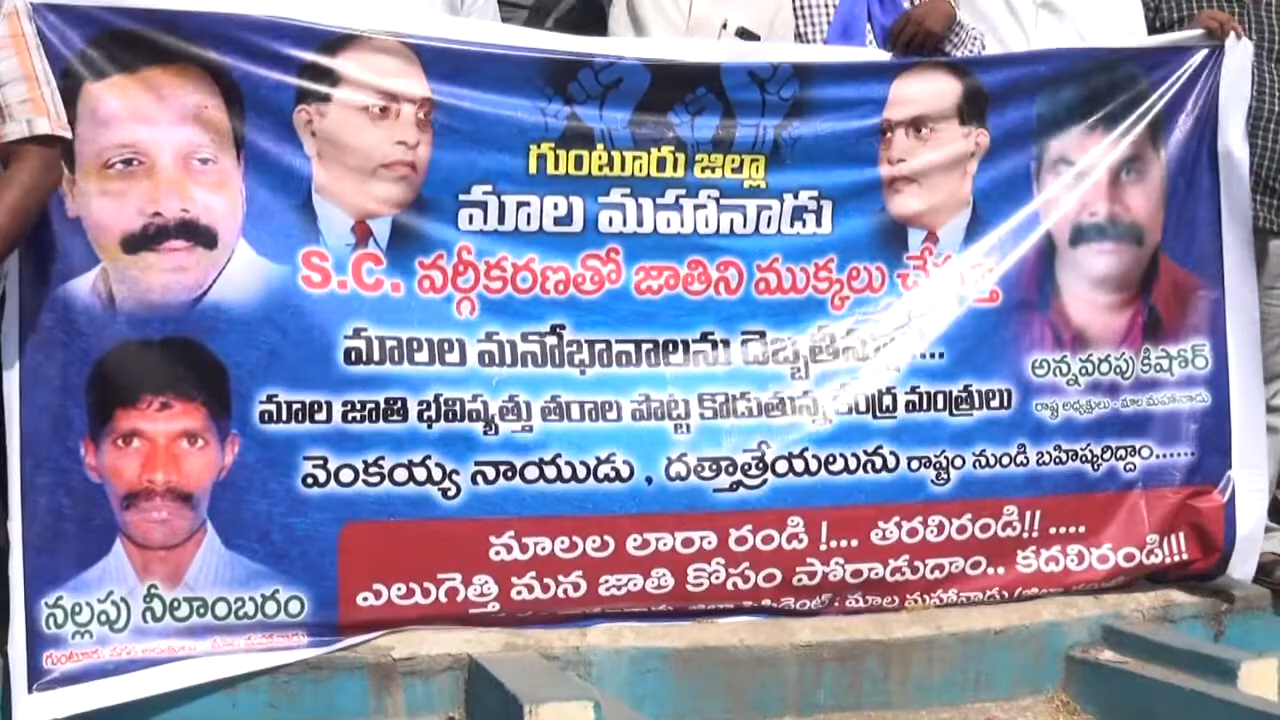 గుంటూరు జిల్లా
మాల మహానాడు
S.C. వర్గీకరణతో జాతిని ముక్కలు
మాలల మనోభావాలను
మాల జాతి భవిష్యత్తు తరాల పొట్ట కొడుతున్న కేంద్ర మంత్రులు
వెంకయ్య నాయుడు , దత్తాత్రేయలును రాష్ట్రం నుండి బహిష్కరిద్దాం......
మాలల లారా రండి !... తరలిరండి!! ....
ఎలుగెత్తి మన జాతి కోసం పోరాడుదాం.. కదలిరండి!!!
అన్నవరపు కిషోర్
రాష్ట్ర అధ్యక్షులు - మాల మహానాడు
నల్లపు నీలాంబరం
గుంటూరు